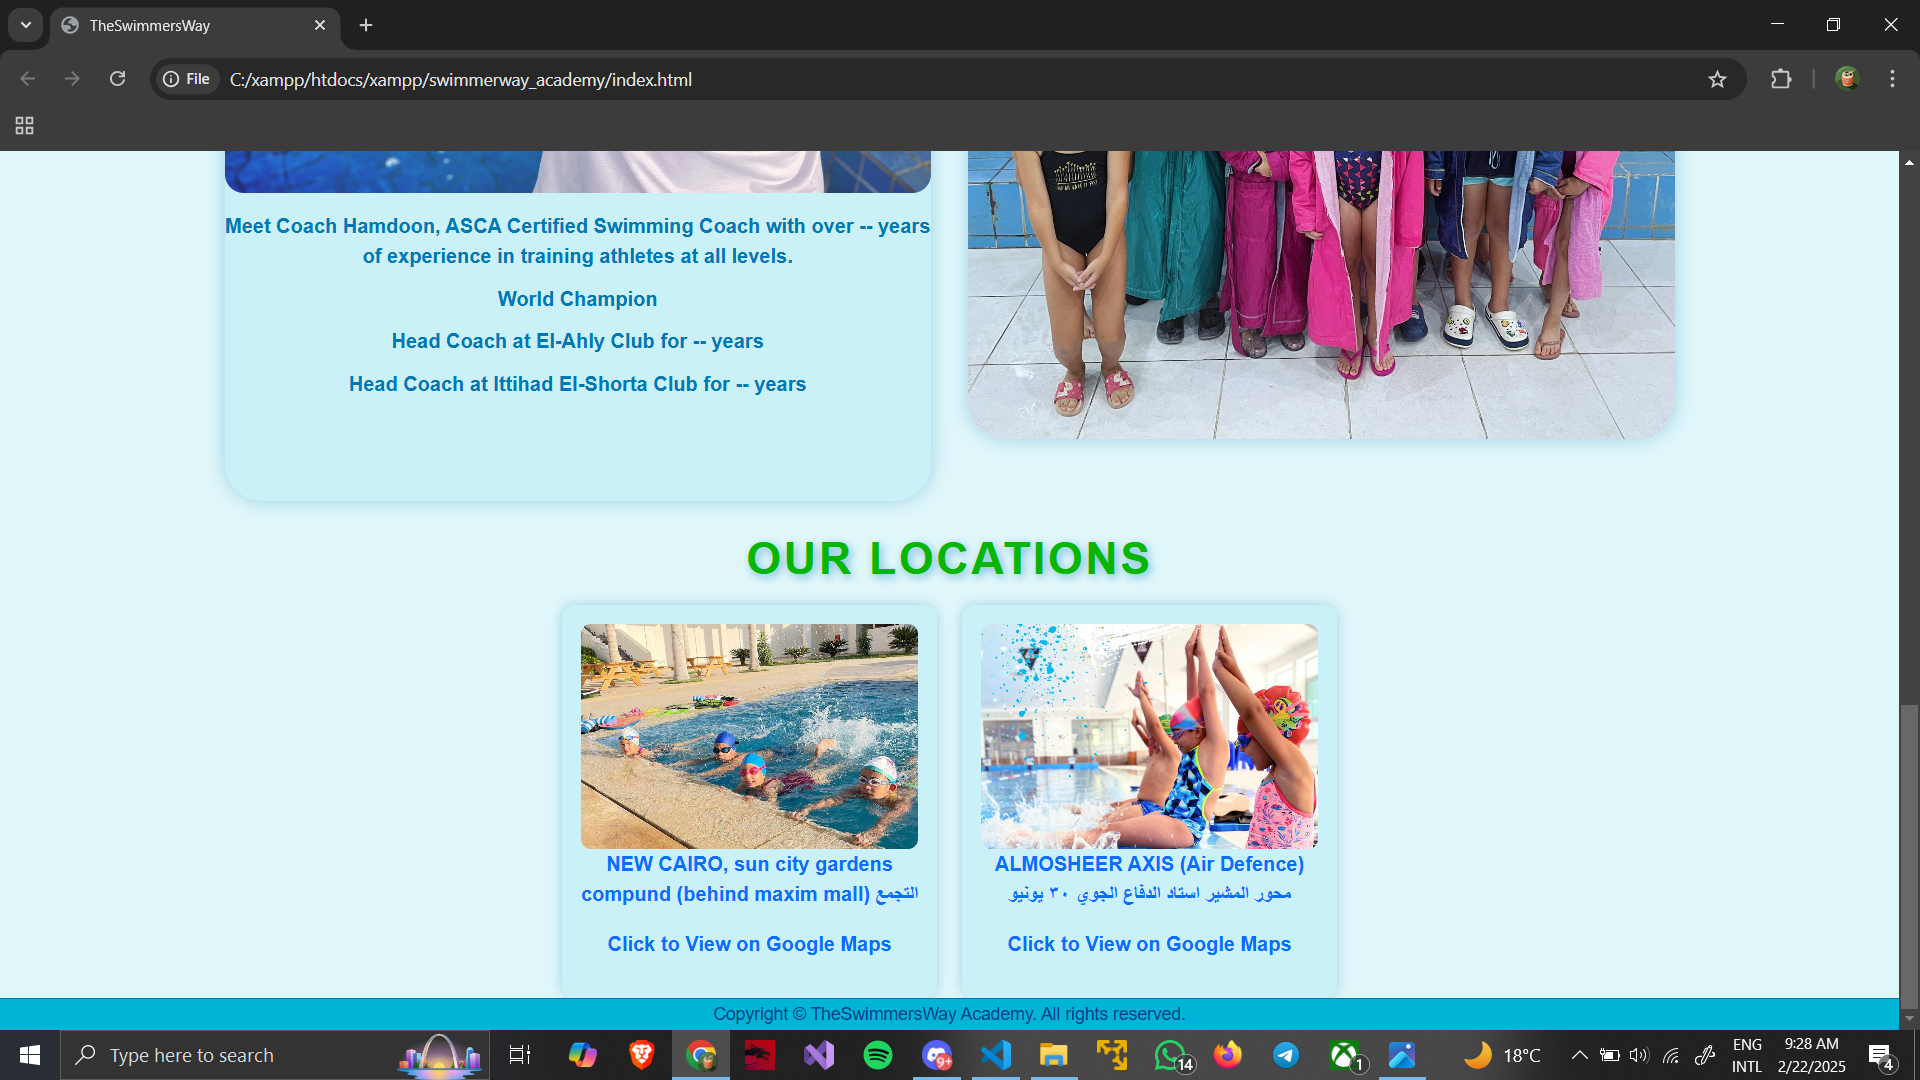 TheSwimmersWay
File
C:/xampp/htdocs/xampp/swimmerway_academy/index.html
Meet Coach Hamdoon, ASCA Certified Swimming Coach with over -- years
of experience in training athletes at all levels.
World Champion
Head Coach at El-Ahly Club for -- years
Head Coach at Ittihad El-Shorta Club for -- years
OUR LOCATIONS
NEW CAIRO, sun city gardens
compund (behind maxim mall) التجمع
Click to View on Google Maps
ALMOSHEER AXIS (Air Defence)
محور المشير استاد الدفاع الجوي ٣٠ يونيو
Click to View on Google Maps
Copyright © TheSwimmersWay Academy. All rights reserved.
Type here to search
9+
14
1
18°C
ENG
INTL
9:28 AM
2/22/2025
4